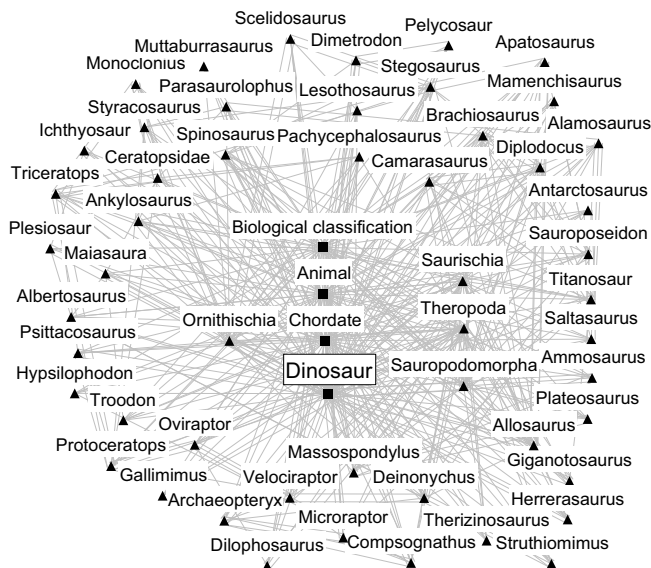 Scelidosaurus
Pelycosaur
Muttaburrasaurus
Dimetrodon
Apatosaurus
Monoclonius
Stegosaurus
Parasaurolophus
Lesothosaurus
Mamenchisaurus
Styracosaurus
Brachiosaurus
Alamosaurus
Ichthyosaur
Spinosaurus
Pachycephalosaurus
Diplodocus
Ceratopsidae
Camarasaurus
Triceratops
Antarctosaurus
Ankylosaurus
Plesiosaur
Biological classification
Sauroposeidon
Maiasaura
Saurischia
Animal
Titanosaur
Albertosaurus
Theropoda
Ornithischia
Chordate
Saltasaurus
Psittacosaurus
Dinosaur
Sauropodomorpha
Ammosaurus
Hypsilophodon
Troodon
Plateosaurus
Oviraptor
Allosaurus
Protoceratops
Massospondylus
Giganotosaurus
Gallimimus
Velociraptor
Deinonychus
Archaeopteryx
Herrerasaurus
Microraptor
Therizinosaurus
Dilophosaurus
Compsognathus
Struthiomimus